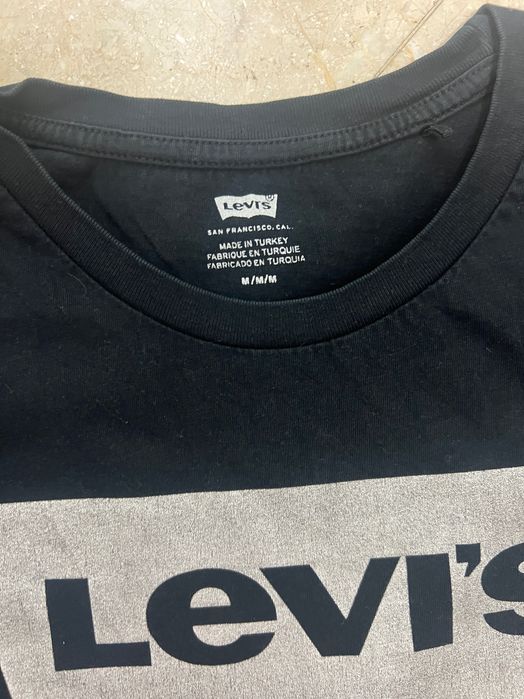 Levi's
SAN FRANCISCO, CAL.
MADE IN TURKEY
FABRIQUE EN TURQUIE
FABRICADO EN TURQUIA
M/M/M
Levi's